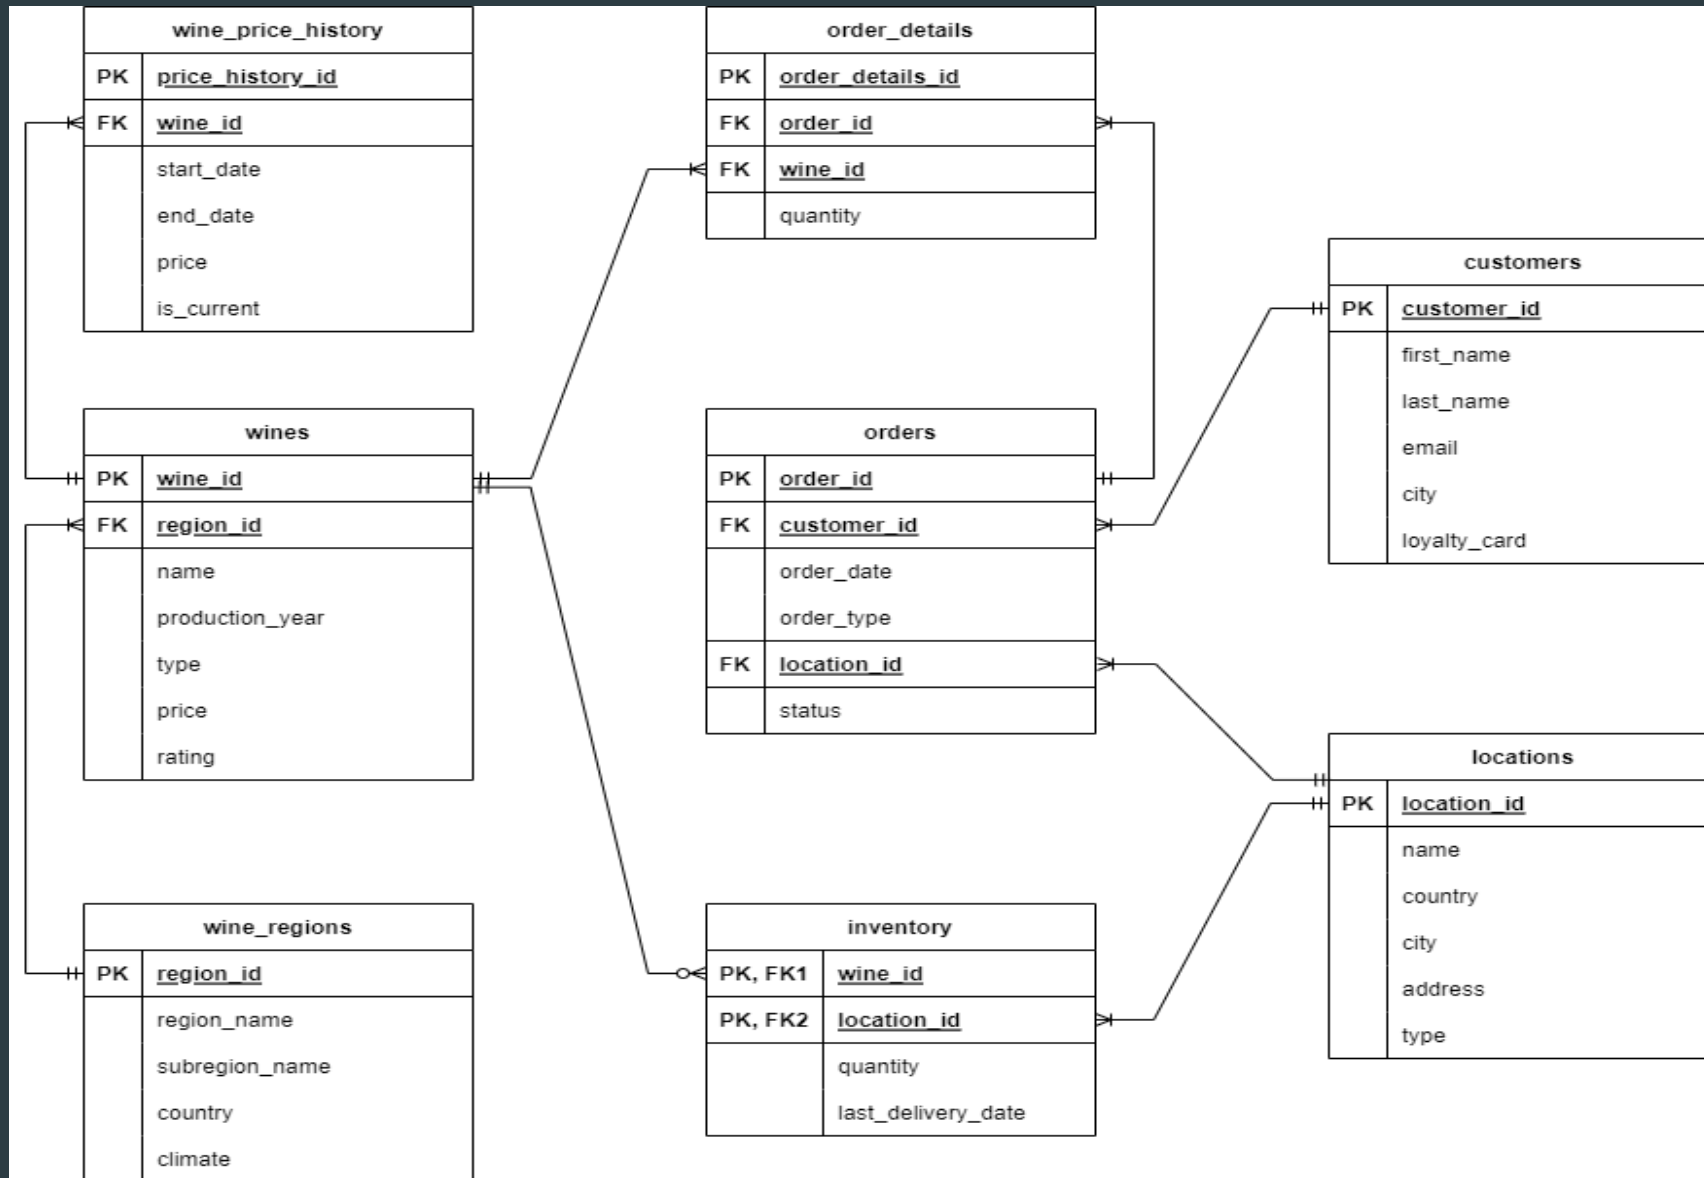 wine_price_history
PK price_history_id
FK wine_id
start_date
end_date
price
is_current
order_details
PK order_details_id
FK order_id
FK wine_id
quantity
customers
PK customer_id
first_name
last_name
email
city
loyalty_card
wines
PK wine_id
FK region_id
name
production_year
type
price
rating
orders
PK order_id
FK customer_id
order_date
order_type
FK location_id
status
locations
PK location_id
name
country
city
address
type
wine_regions
PK region_id
region_name
subregion_name
country
climate
inventory
PK, FK1 wine_id
PK, FK2 location_id
quantity
last_delivery_date